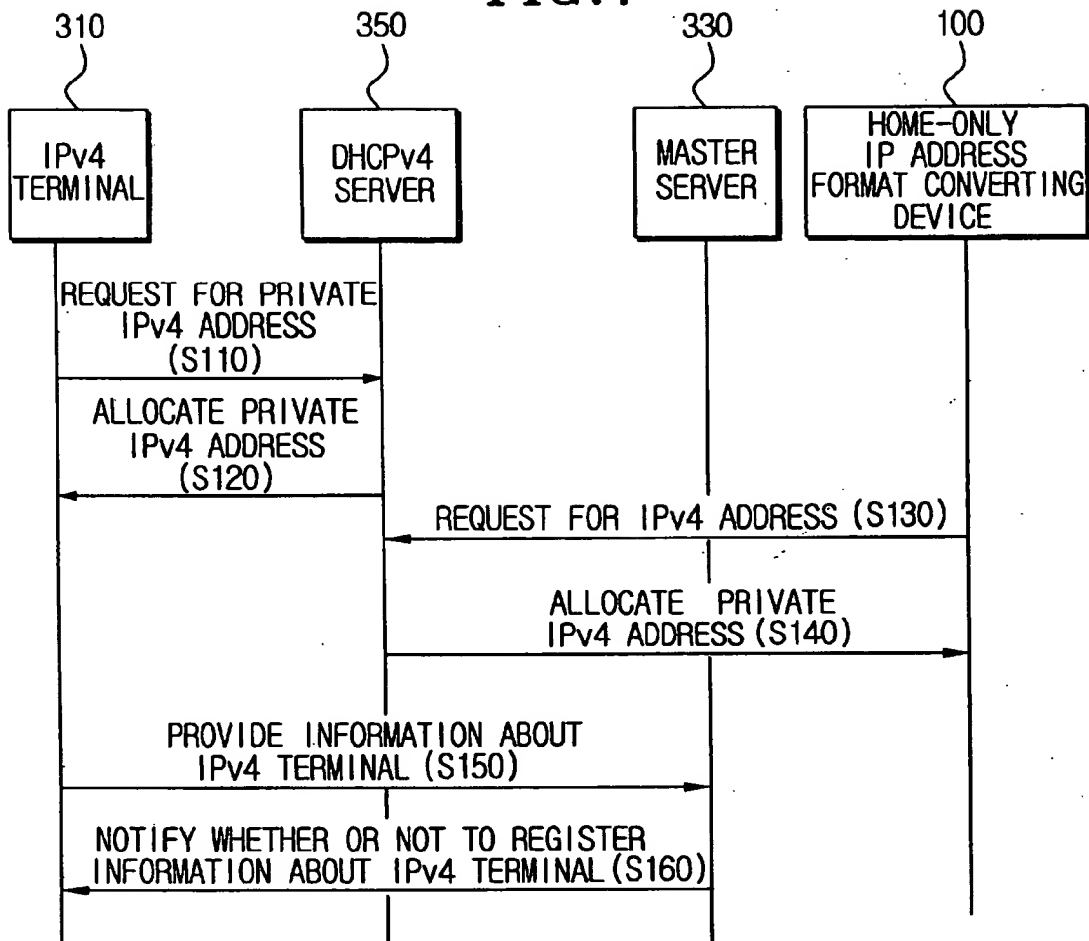 310
350
330
100
IPv4
TERMINAL
DHCPv4
SERVER
MASTER
SERVER
HOME-ONLY
IP ADDRESS
FORMAT CONVERTING
DEVICE
REQUEST FOR PRIVATE
IPv4 ADDRESS
(S110)
ALLOCATE PRIVATE
IPv4 ADDRESS
(S120)
REQUEST FOR IPv4 ADDRESS (S130)
ALLOCATE PRIVATE
IPv4 ADDRESS (S140)
PROVIDE INFORMATION ABOUT
IPv4 TERMINAL (S150)
NOTIFY WHETHER OR NOT TO REGISTER
INFORMATION ABOUT IPv4 TERMINAL (S160)